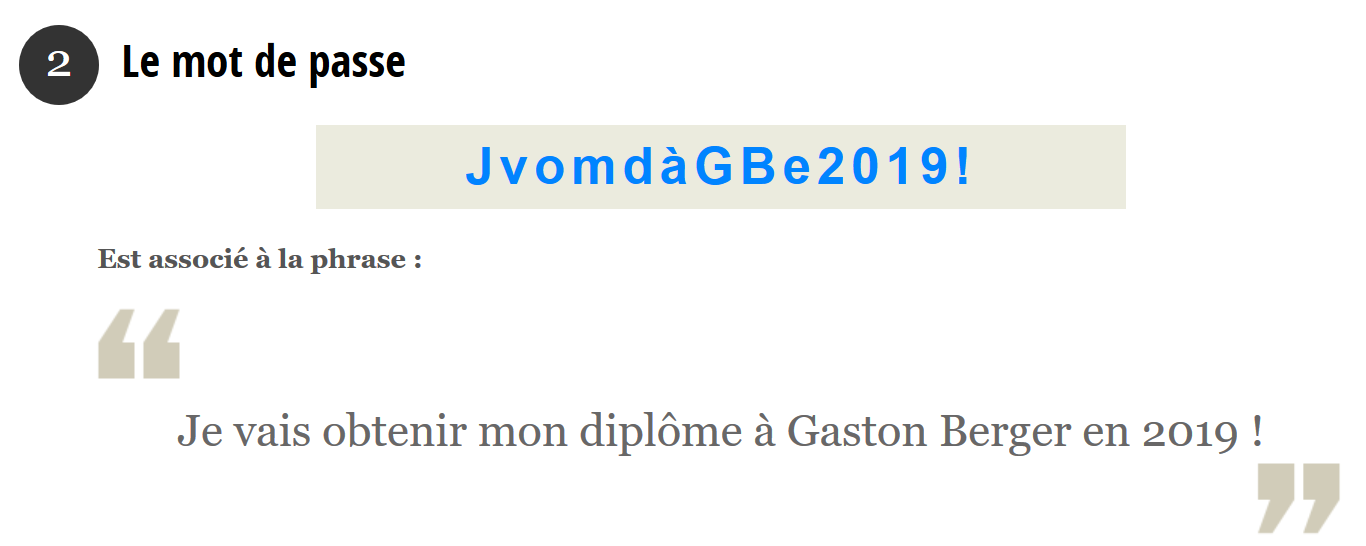 2 Le mot de passe
JvomdàGBe2019!
Est associé à la phrase :
“
Je vais obtenir mon diplôme à Gaston Berger en 2019 !
”